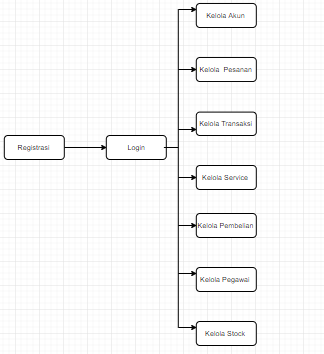 Kelola Akun
Kelola Pesanan
Kelola Transaksi
Registrasi
Login
Kelola Service
Kelola Pembelian
Kelola Pegawai
Kelola Stock